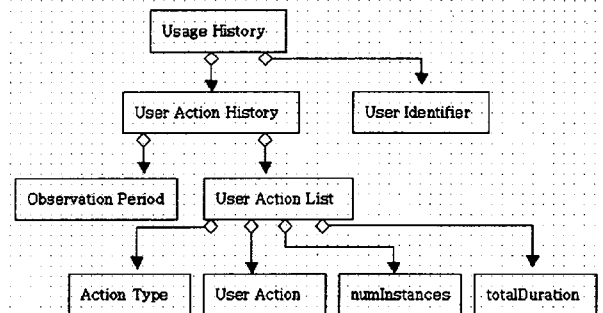 Usage History
User Action History
User Identifier
Observation Period
User Action List
Action Type
User Action
numInstances
totalDuration